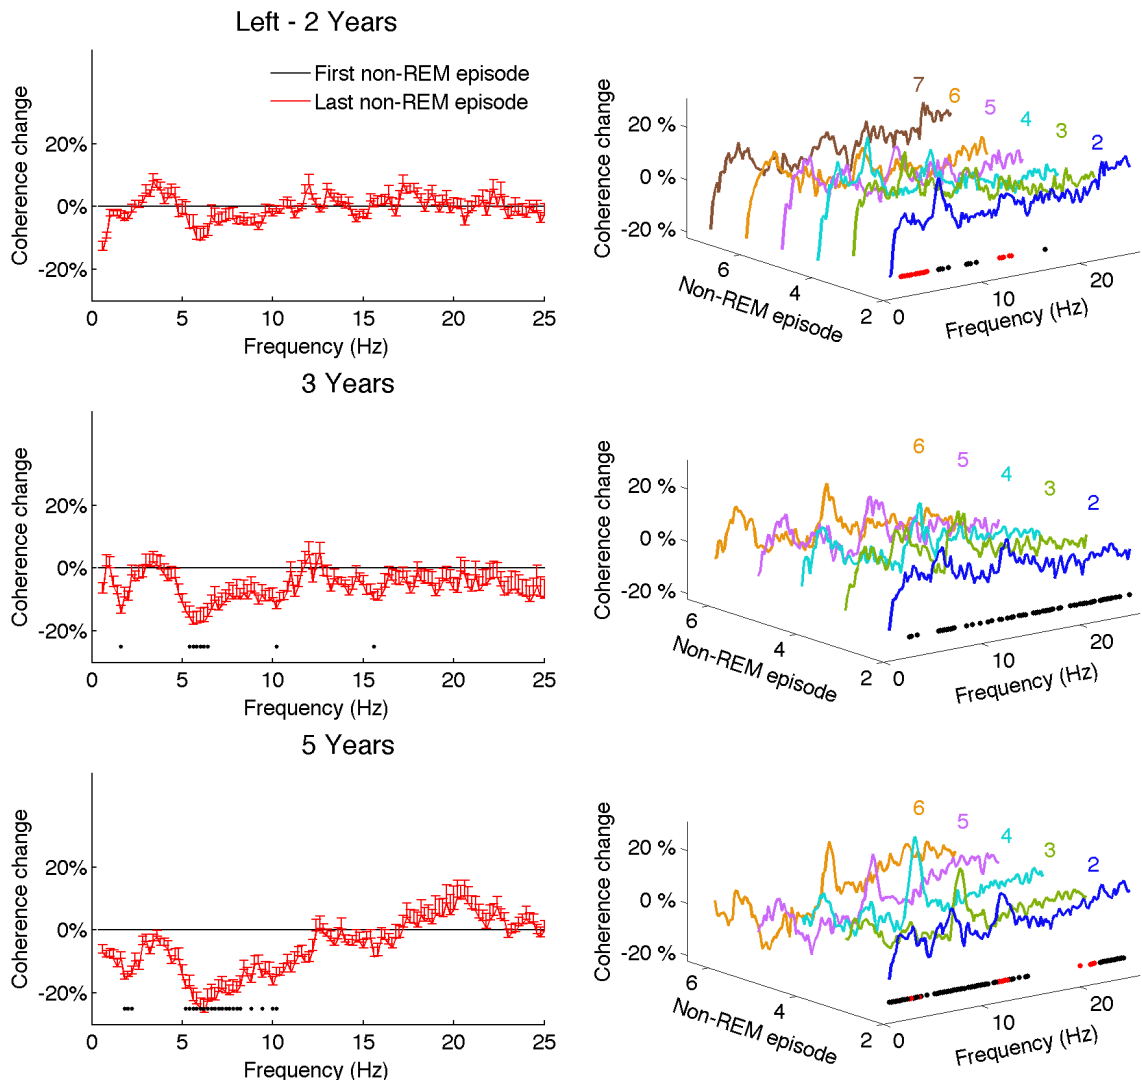 Left - 2 Years
First non-REM episode
Last non-REM episode
Coherence change
20%
0%
-20%
0 5 10 15 20 25
Frequency (Hz)
7 6 5 4 3 2
Coherence change
20 %
0 %
-20 %
6 4 2
Non-REM episode
0 10 20
Frequency (Hz)
3 Years
Coherence change
20%
0%
-20%
0 5 10 15 20 25
Frequency (Hz)
6 5 4 3 2
Coherence change
20 %
0 %
-20 %
6 4 2
Non-REM episode
0 10 20
Frequency (Hz)
5 Years
Coherence change
20%
0%
-20%
0 5 10 15 20 25
Frequency (Hz)
6 5 4 3 2
Coherence change
20 %
0 %
-20 %
6 4 2
Non-REM episode
0 10 20
Frequency (Hz)